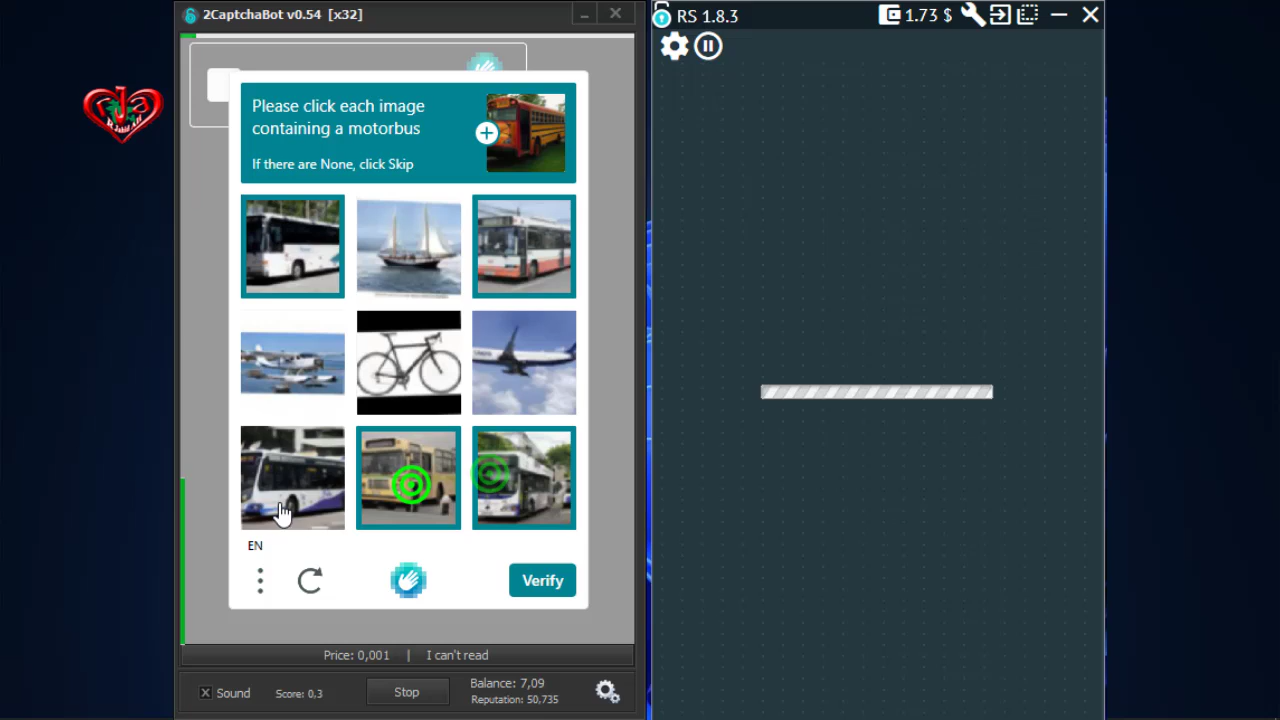 2CaptchaBot v0.54 [x32]
Please click each image
containing a motorbus
If there are None, click Skip
EN
Verify
Price: 0,001 | I can't read
Sound
Score: 0,3
Stop
Balance: 7,09
Reputation: 50,735
RS 1.8.3
1.73 $